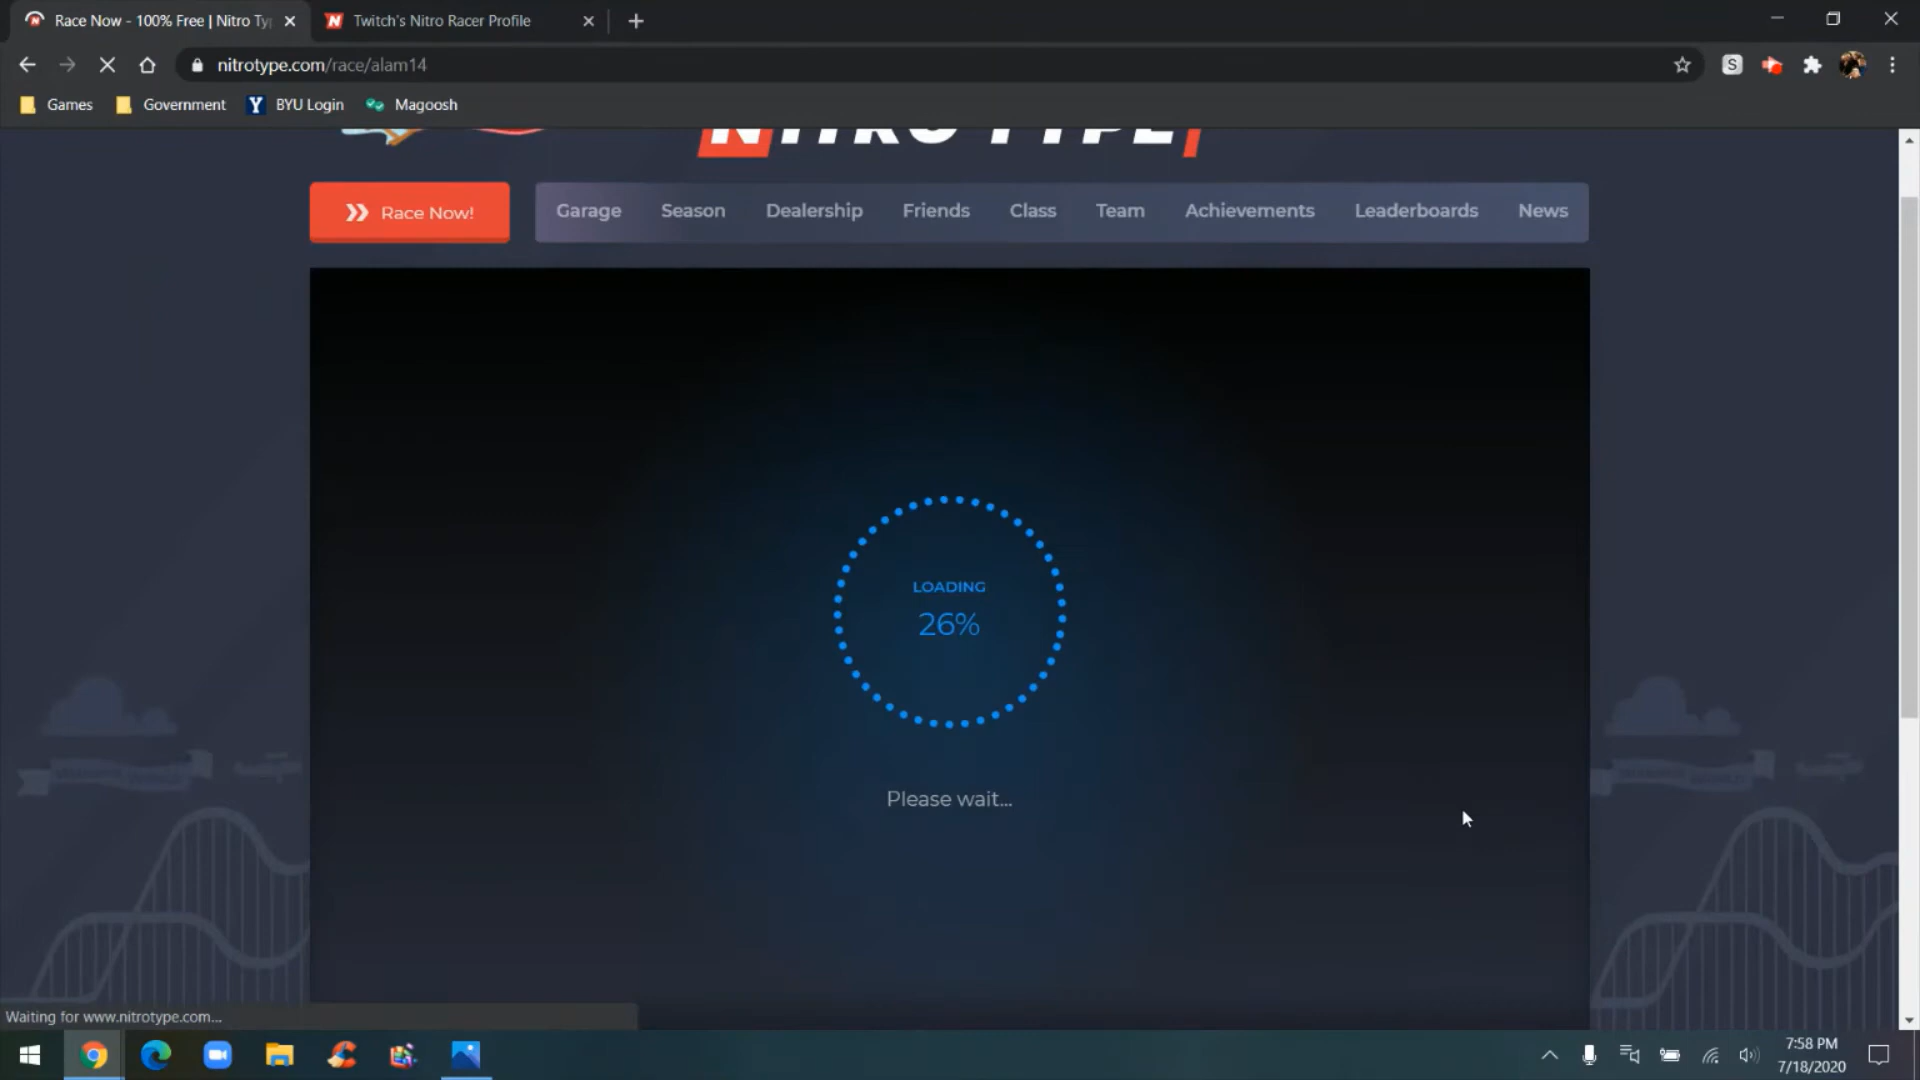 Race Now - 100% Free | Nitro Ty
Twitch's Nitro Racer Profile
nitrotype.com/race/alam14
S
Games
Government
Y BYU Login
Magoosh
NITRO TYPE
Race Now!
Garage
Season
Dealership
Friends
Class
Team
Achievements
Leaderboards
News
LOADING
26%
Please wait...
Waiting for www.nitrotype.com...
7:58 PM
7/18/2020